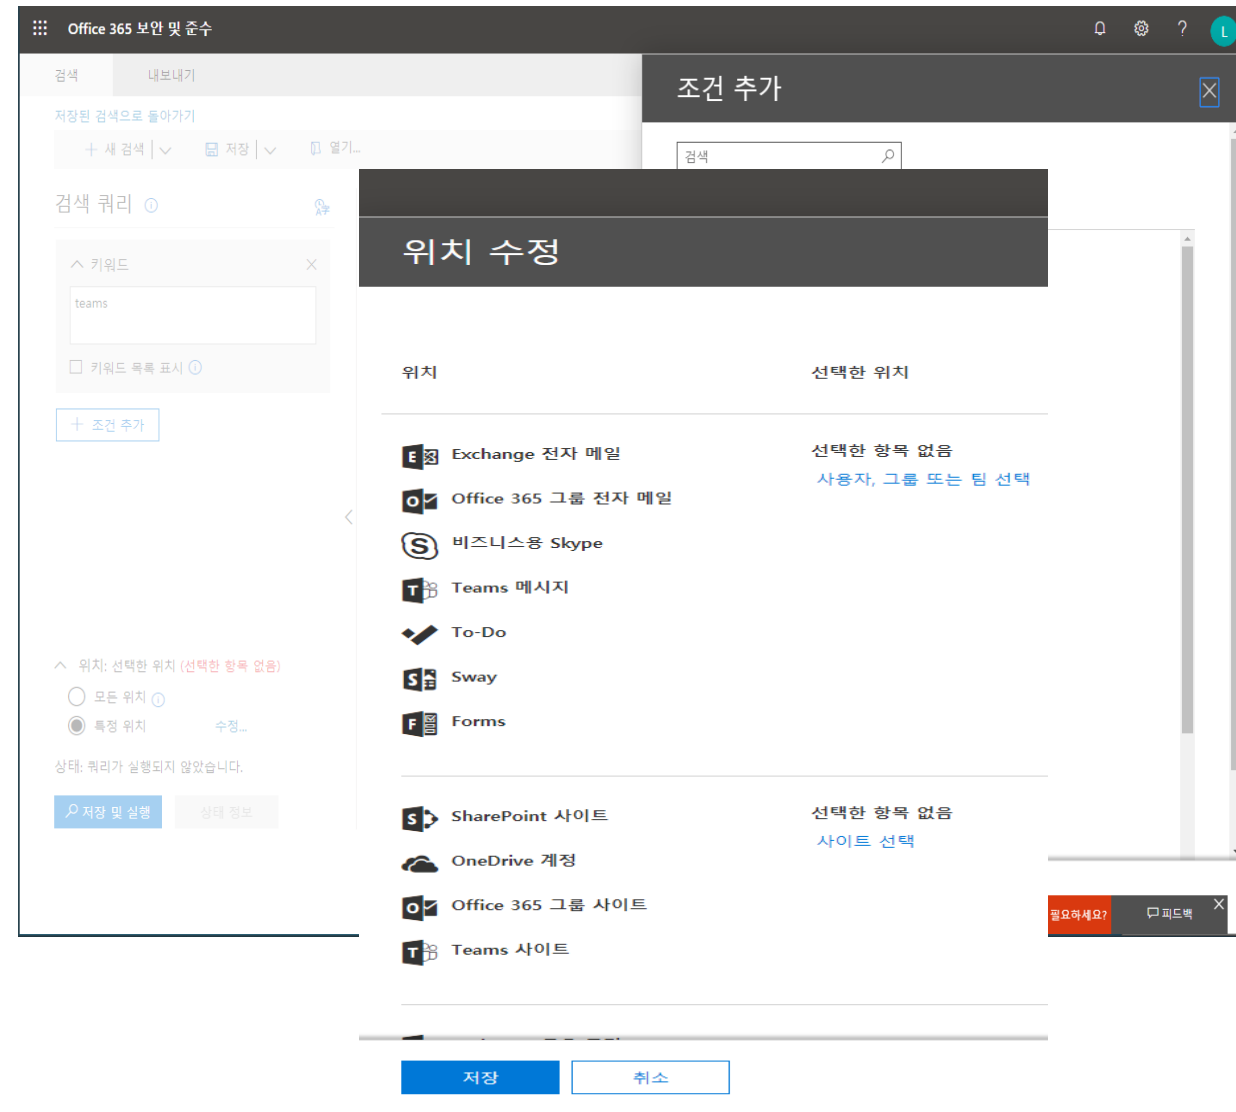 Office 365 보안 및 준수
?
L
검색
내보내기
조건 추가
저장된 검색으로 돌아가기
새 검색
저장
열기...
검색
검색 쿼리
위치 수정
키워드
teams
키워드 목록 표시
조건 추가
위치
선택한 위치
Exchange 전자 메일
선택한 항목 없음
사용자, 그룹 또는 팀 선택
Office 365 그룹 전자 메일
비즈니스용 Skype
Teams 메시지
To-Do
Sway
Forms
위치: 선택한 위치 (선택한 항목 없음)
모든 위치
특정 위치
수정...
상태: 쿼리가 실행되지 않았습니다.
저장 및 실행
상태 정보
SharePoint 사이트
선택한 항목 없음
사이트 선택
OneDrive 계정
Office 365 그룹 사이트
Teams 사이트
필요하세요?
피드백
저장
취소